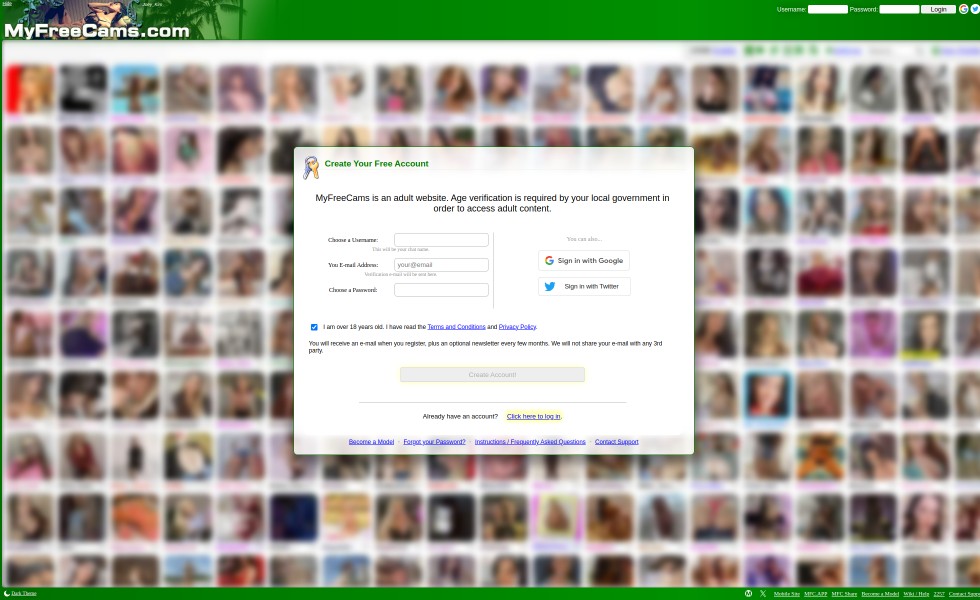 Hide
Joey_Kim
Username:
Password:
Login
MyFreeCams.com
Create Your Free Account
MyFreeCams is an adult website. Age verification is required by your local government in
order to access adult content.
Choose a Username:
This will be your chat name.
You can also...
You E-mail Address:
your@email
Verification e-mail will be sent here.
Choose a Password:
Sign in with Google
Sign in with Twitter
I am over 18 years old. I have read the Terms and Conditions and Privacy Policy.
You will receive an e-mail when you register, plus an optional newsletter every few months. We will not share your e-mail with any 3rd
party.
Create Account!
Already have an account? Click here to log in.
Become a Model - Forgot your Password? - Instructions / Frequently Asked Questions - Contact Support
Dark Theme
Mobile Site MFC.APP MFC Share Become a Model Wiki / Help 2257 Contact